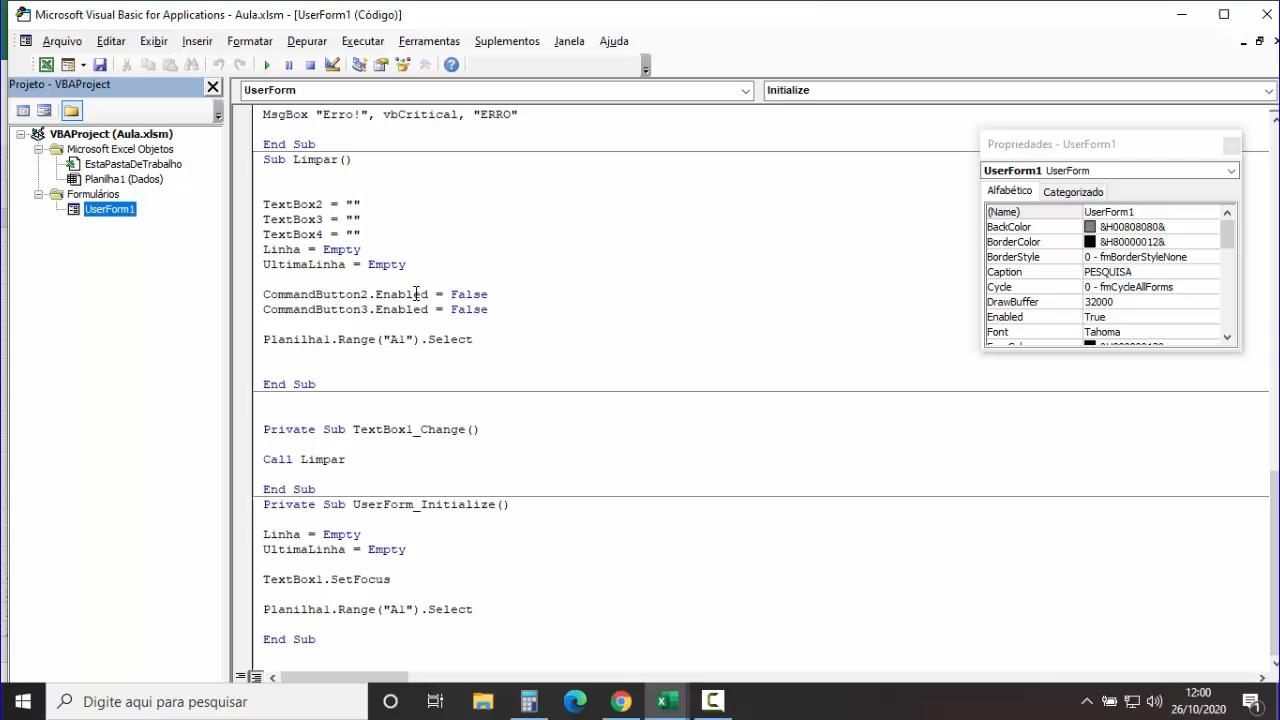 Microsoft Visual Basic for Applications - Aula.xlsm - [UserForm1 (Código)]
Arquivo Editar Exibir Inserir Formatar Depurar Executar Ferramentas Suplementos Janela Ajuda
Projeto - VBAProject
VBAProject (Aula.xlsm)
Microsoft Excel Objetos
EstaPastaDeTrabalho
Planilha1 (Dados)
Formulários
UserForm1
UserForm
Initialize
MsgBox "Erro!", vbCritical, "ERRO"
End Sub
Sub Limpar()
TextBox2 = ""
TextBox3 = ""
TextBox4 = ""
Linha = Empty
UltimaLinha = Empty
CommandButton2.Enabled = False
CommandButton3.Enabled = False
Planilha1.Range("A1").Select
End Sub
Private Sub TextBox1_Change()
Call Limpar
End Sub
Private Sub UserForm_Initialize()
Linha = Empty
UltimaLinha = Empty
TextBox1.SetFocus
Planilha1.Range("A1").Select
End Sub
Propriedades - UserForm1
UserForm1 UserForm
Alfabético Categorizado
(Name) UserForm1
BackColor &H00808080&
BorderColor &H80000012&
BorderStyle 0 - fmBorderStyleNone
Caption PESQUISA
Cycle 0 - fmCycleAllForms
DrawBuffer 32000
Enabled True
Font Tahoma
Digite aqui para pesquisar
12:00
26/10/2020
1